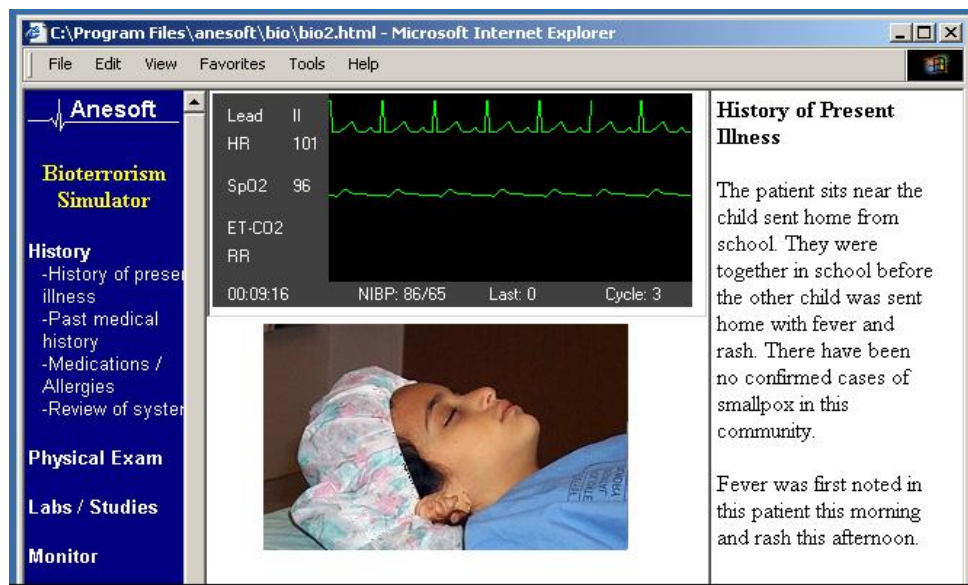 C:\Program Files\anesoft\bio\bio2.html - Microsoft Internet Explorer
File Edit View Favorites Tools Help
Anesoft
Bioterrorism
Simulator
History
-History of preser
illness
-Past medical
history
-Medications /
Allergies
-Review of syster
Physical Exam
Labs / Studies
Monitor
Lead II
HR 101
SpO2 96
ET-CO2
RR
00:09:16 NIBP: 86/65 Last: 0 Cycle: 3
History of Present
Illness
The patient sits near the
child sent home from
school. They were
together in school before
the other child was sent
home with fever and
rash. There have been
no confirmed cases of
smallpox in this
community.
Fever was first noted in
this patient this morning
and rash this afternoon.